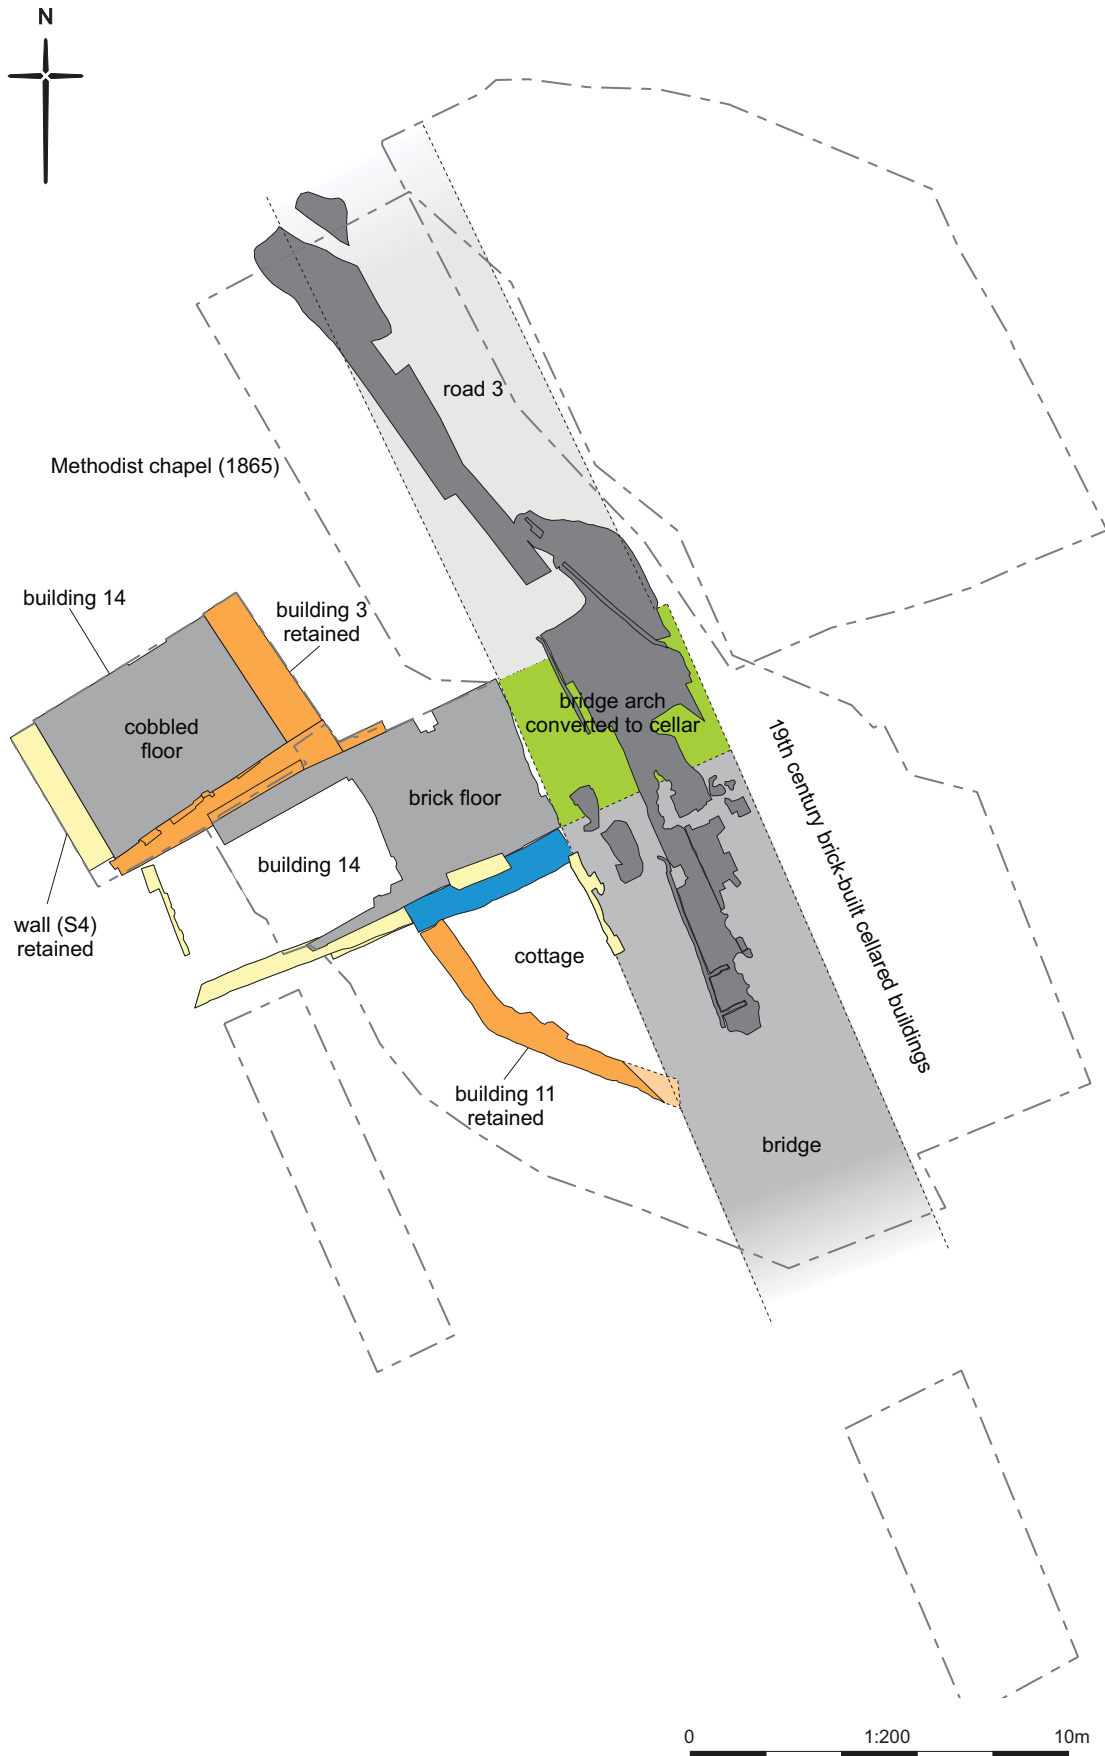 N
road 3
Methodist chapel (1865)
building 14
building 3
retained
bridge arch
converted to cellar
cobbled
floor
19th century brick-built cellared buildings
brick floor
building 14
wall (S4)
retained
cottage
building 11
retained
bridge
0 1:200 10m